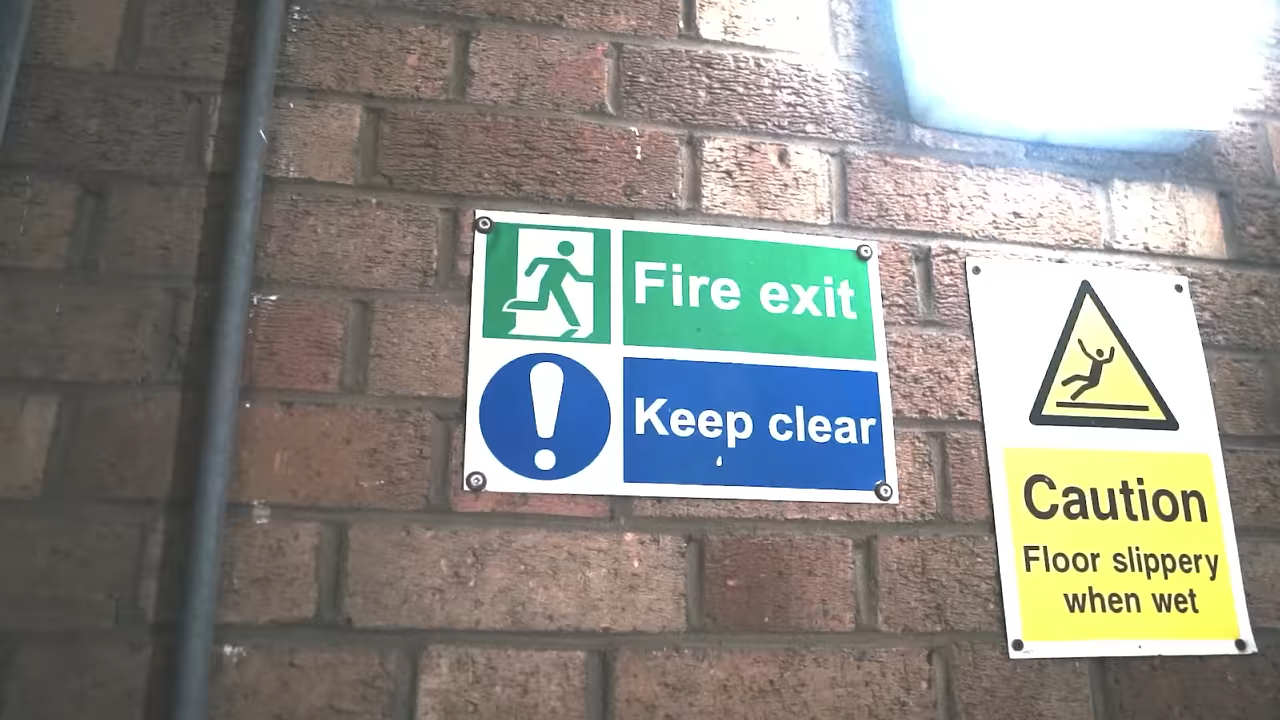 Fire exit
Keep clear
Caution
Floor slippery
when wet